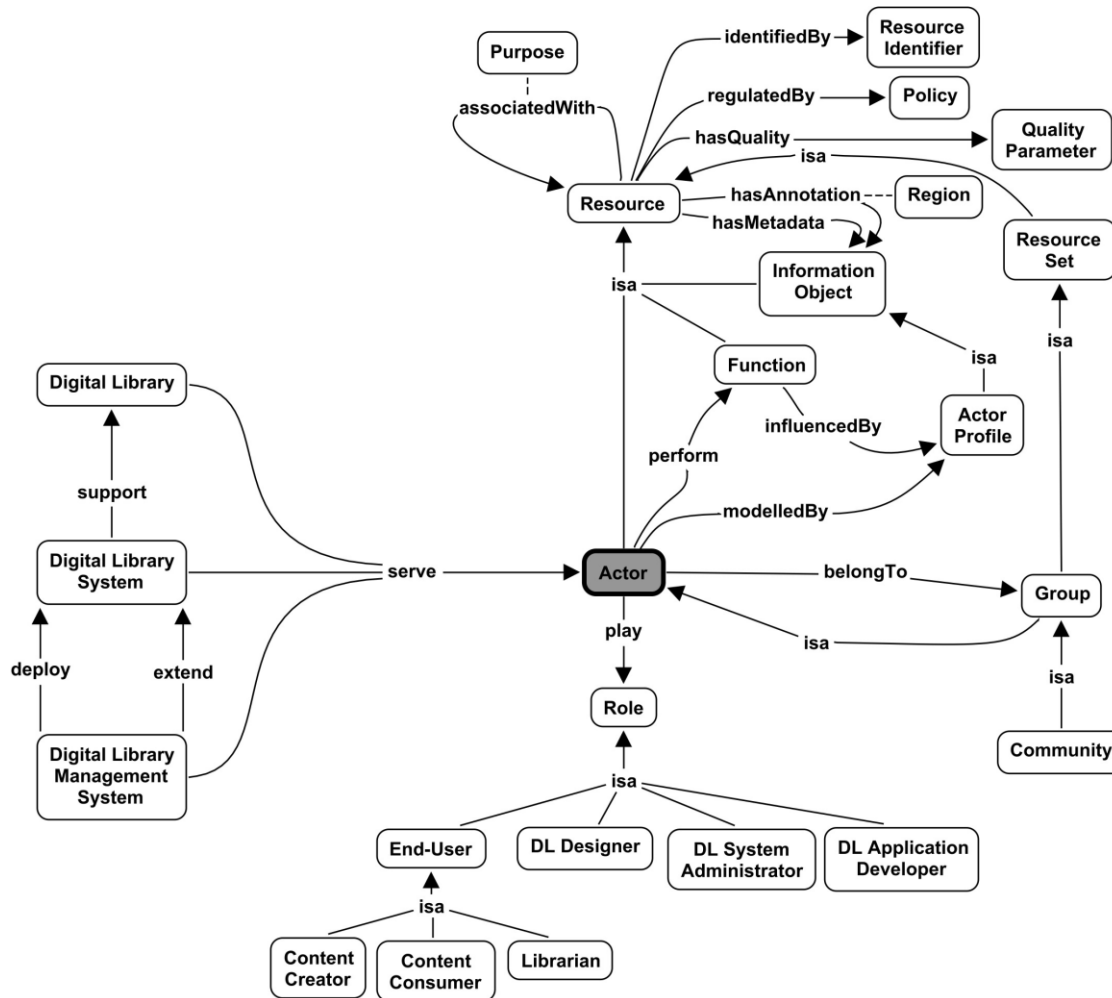 identifiedBy
Resource
Identifier
Purpose
associatedWith
regulatedBy
Policy
hasQuality
Quality
Parameter
isa
Resource
hasAnnotation
Region
hasMetadata
Resource
Set
Information
Object
isa
isa
isa
Function
Digital Library
Actor
Profile
influencedBy
perform
support
modelledBy
Digital Library
System
serve
Actor
belongTo
Group
play
isa
deploy
extend
isa
Role
Digital Library
Management
System
Community
isa
End-User
DL Designer
DL System
Administrator
DL Application
Developer
isa
Content
Creator
Content
Consumer
Librarian